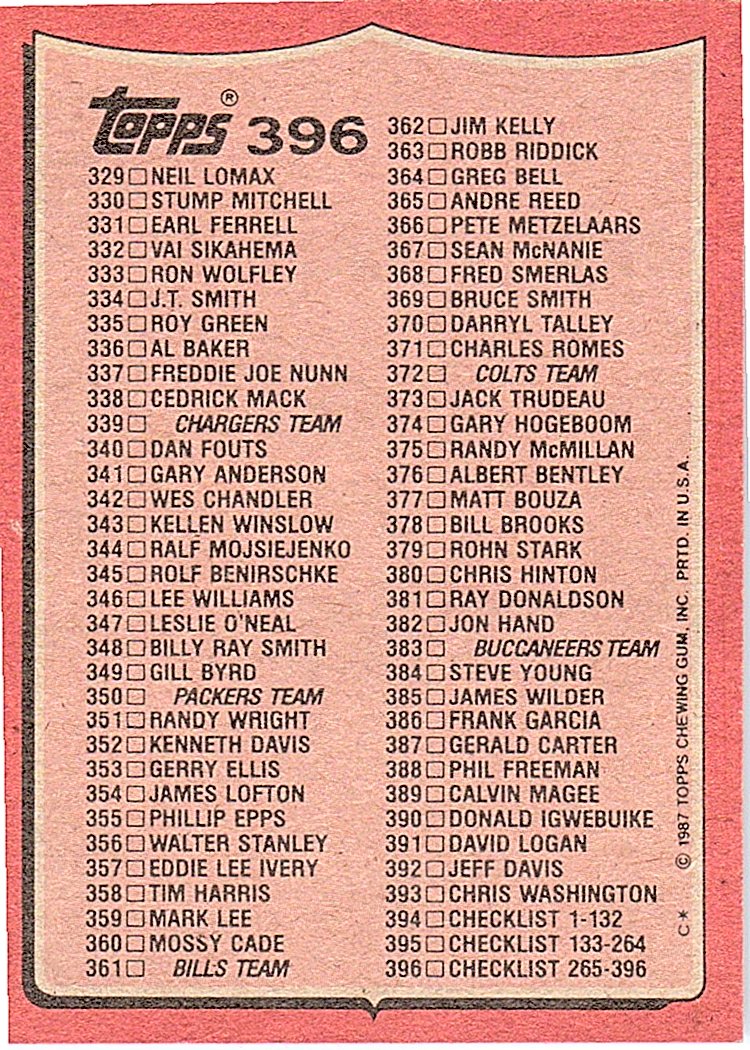 Topps® 396
329 □ NEIL LOMAX
330 □ STUMP MITCHELL
331 □ EARL FERRELL
332 □ VAI SIKAHEMA
333 □ RON WOLFLEY
334 □ J.T. SMITH
335 □ ROY GREEN
336 □ AL BAKER
337 □ FREDDIE JOE NUNN
338 □ CEDRICK MACK
339 □ CHARGERS TEAM
340 □ DAN FOUTS
341 □ GARY ANDERSON
342 □ WES CHANDLER
343 □ KELLEN WINSLOW
344 □ RALF MOJSIEJENKO
345 □ ROLF BENIRSCHKE
346 □ LEE WILLIAMS
347 □ LESLIE O'NEAL
348 □ BILLY RAY SMITH
349 □ GILL BYRD
350 □ PACKERS TEAM
351 □ RANDY WRIGHT
352 □ KENNETH DAVIS
353 □ GERRY ELLIS
354 □ JAMES LOFTON
355 □ PHILLIP EPPS
356 □ WALTER STANLEY
357 □ EDDIE LEE IVERY
358 □ TIM HARRIS
359 □ MARK LEE
360 □ MOSSY CADE
361 □ BILLS TEAM
362 □ JIM KELLY
363 □ ROBB RIDDICK
364 □ GREG BELL
365 □ ANDRE REED
366 □ PETE METZELAARS
367 □ SEAN McNANIE
368 □ FRED SMERLAS
369 □ BRUCE SMITH
370 □ DARRYL TALLEY
371 □ CHARLES ROMES
372 □ COLTS TEAM
373 □ JACK TRUDEAU
374 □ GARY HOGEBOOM
375 □ RANDY McMILLAN
376 □ ALBERT BENTLEY
377 □ MATT BOUZA
378 □ BILL BROOKS
379 □ ROHN STARK
380 □ CHRIS HINTON
381 □ RAY DONALDSON
382 □ JON HAND
383 □ BUCCANEERS TEAM
384 □ STEVE YOUNG
385 □ JAMES WILDER
386 □ FRANK GARCIA
387 □ GERALD CARTER
388 □ PHIL FREEMAN
389 □ CALVIN MAGEE
390 □ DONALD IGWEBUIKE
391 □ DAVID LOGAN
392 □ JEFF DAVIS
393 □ CHRIS WASHINGTON
394 □ CHECKLIST 1-132
395 □ CHECKLIST 133-264
396 □ CHECKLIST 265-396
C* © 1987 TOPPS CHEWING GUM, INC. PRTD. IN U.S.A.